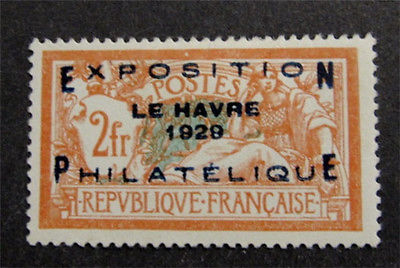 EXPOSITION
POSTES
LE HAVRE
1929
2fr
PHILATÉLIQUE
RÉPUBLIQUE FRANÇAISE